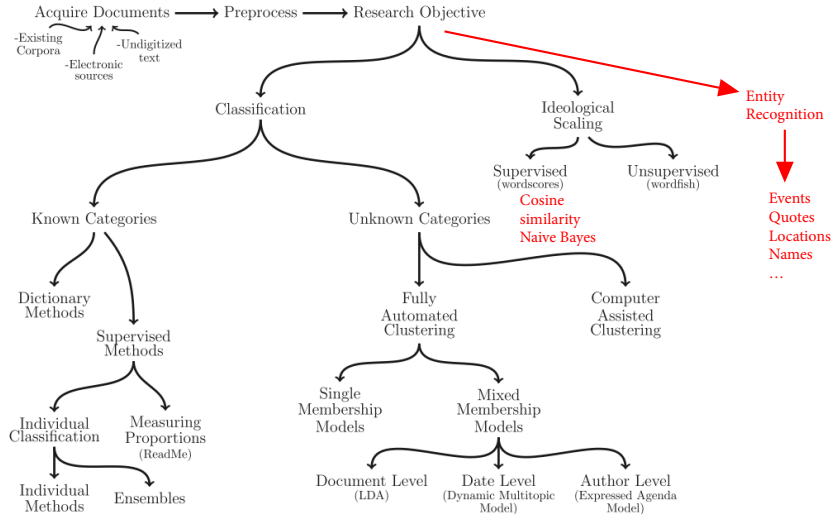 Acquire Documents
Preprocess
Research Objective
-Existing
Corpora
-Electronic
sources
-Undigitized
text
Classification
Ideological
Scaling
Entity
Recognition
Supervised
(wordscores)
Cosine
similarity
Naive Bayes
Unsupervised
(wordfish)
Events
Quotes
Locations
Names
…
Known Categories
Unknown Categories
Dictionary
Methods
Supervised
Methods
Fully
Automated
Clustering
Computer
Assisted
Clustering
Individual
Classification
Measuring
Proportions
(ReadMe)
Single
Membership
Models
Mixed
Membership
Models
Individual
Methods
Ensembles
Document Level
(LDA)
Date Level
(Dynamic Multitopic
Model)
Author Level
(Expressed Agenda
Model)